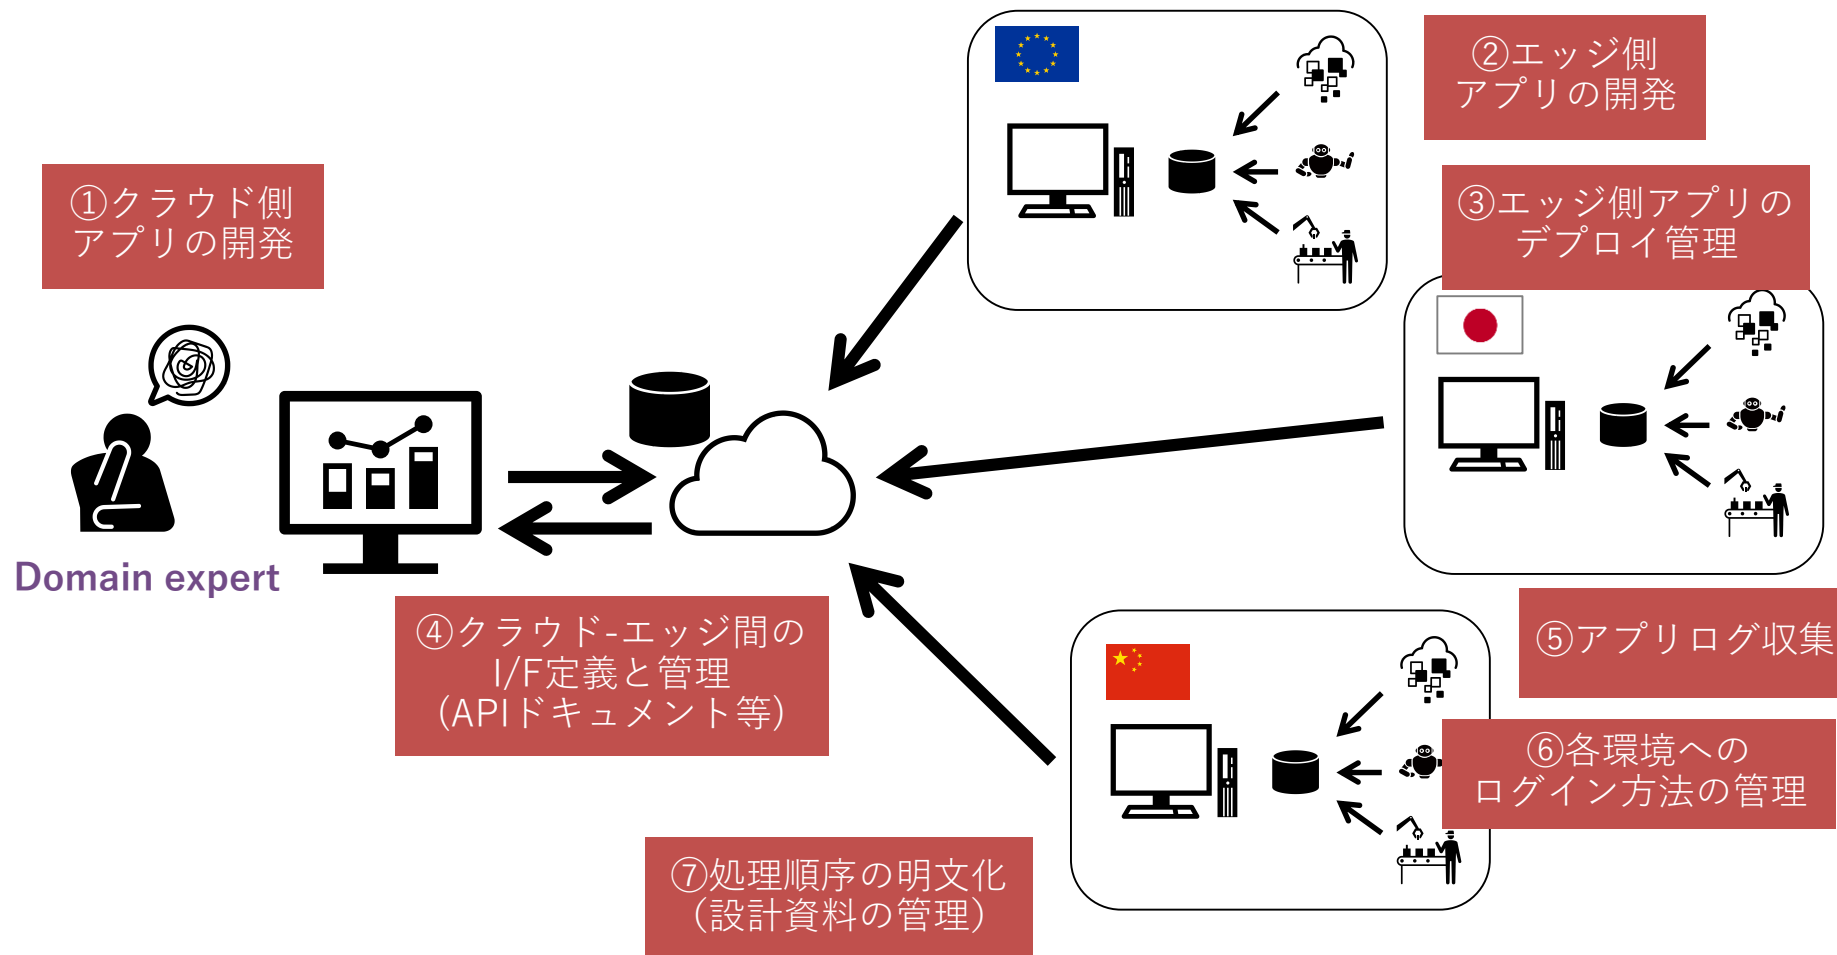 ①クラウド側
アプリの開発
②エッジ側
アプリの開発
③エッジ側アプリの
デプロイ管理
Domain expert
④クラウド-エッジ間の
I/F定義と管理
(APIドキュメント等)
⑤アプリログ収集
⑥各環境への
ログイン方法の管理
⑦処理順序の明文化
(設計資料の管理)